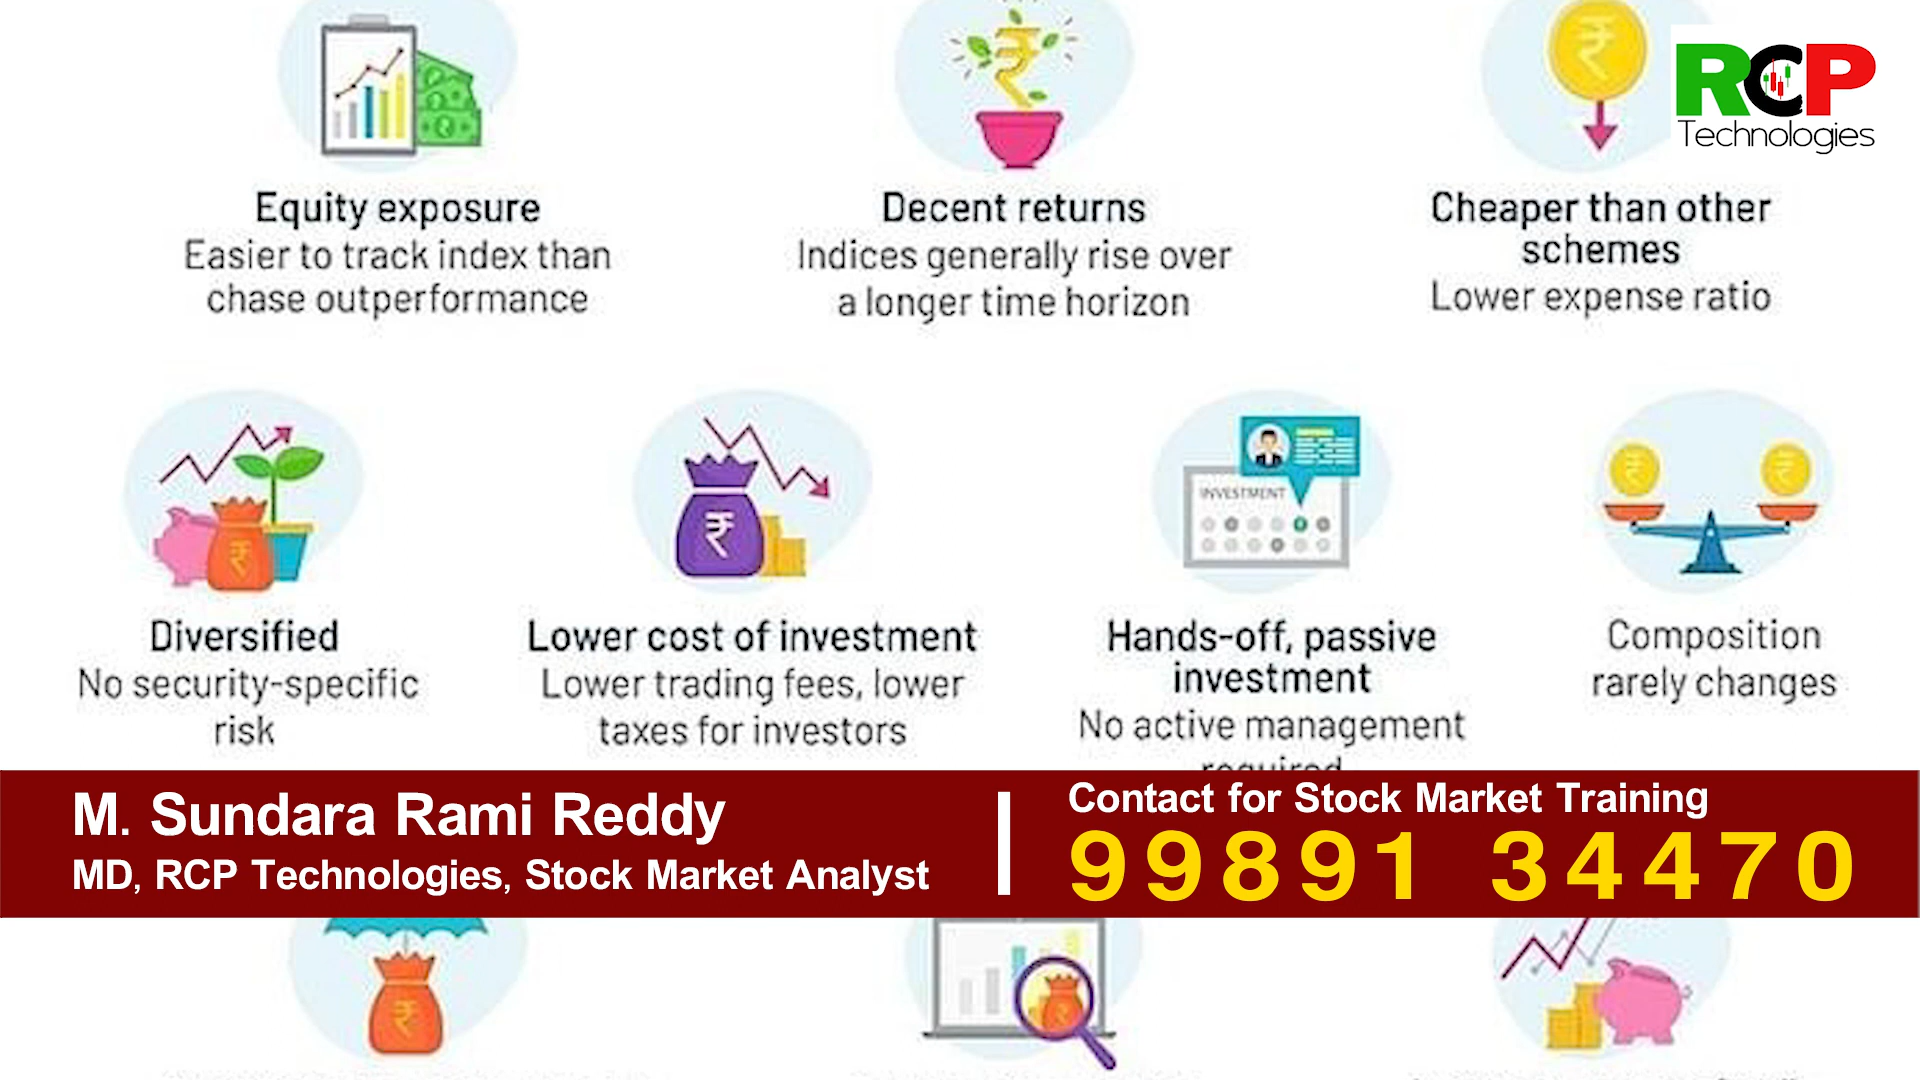 RCP
Technologies
Equity exposure
Easier to track index than
chase outperformance
Decent returns
Indices generally rise over
a longer time horizon
Cheaper than other
schemes
Lower expense ratio
INVESTMENT
Diversified
No security-specific
risk
Lower cost of investment
Lower trading fees, lower
taxes for investors
Hands-off, passive
investment
No active management
required
Composition
rarely changes
M. Sundara Rami Reddy
MD, RCP Technologies, Stock Market Analyst
Contact for Stock Market Training
99891 34470